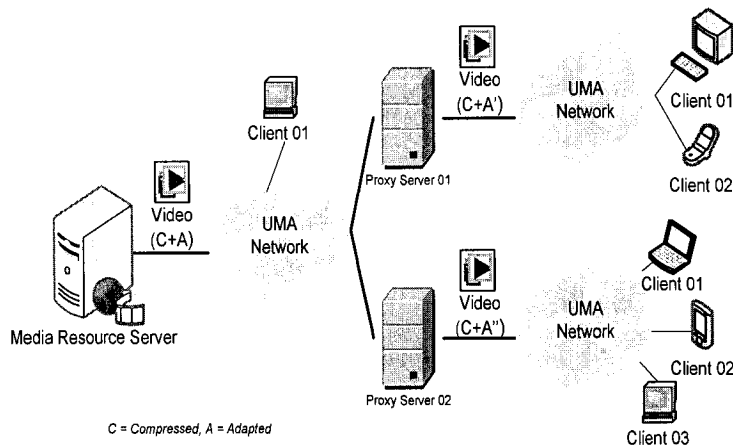 Video
(C+A')
UMA
Network
Client 01
Client 01
Client 02
Proxy Server 01
Video
(C+A)
UMA
Network
Media Resource Server
Video
(C+A'')
UMA
Network
Client 01
Client 02
Client 03
Proxy Server 02
C = Compressed, A = Adapted